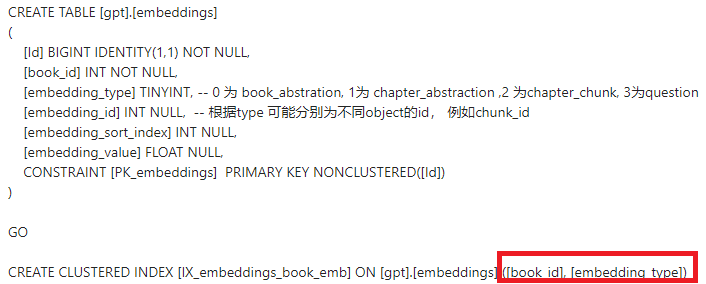 CREATE TABLE [gpt].[embeddings]
(
[Id] BIGINT IDENTITY(1,1) NOT NULL,
[book_id] INT NOT NULL,
[embedding_type] TINYINT, -- 0 为 book_abstration, 1为 chapter_abstraction ,2 为chapter_chunk, 3为question
[embedding_id] INT NULL,  -- 根据type 可能分别为不同object的id， 例如chunk_id
[embedding_sort_index] INT NULL,
[embedding_value] FLOAT NULL,
CONSTRAINT [PK_embeddings]  PRIMARY KEY NONCLUSTERED([Id])
)
GO
CREATE CLUSTERED INDEX [IX_embeddings_book_emb] ON [gpt].[embeddings] ([book_id], [embedding_type])